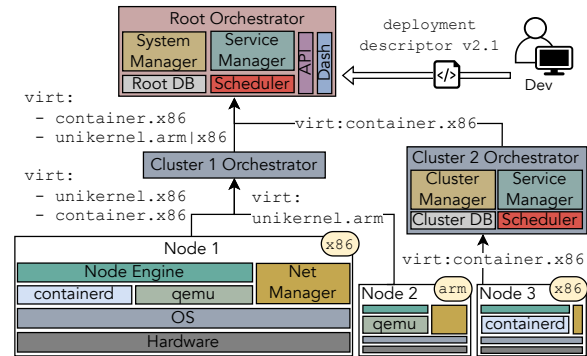 Root Orchestrator
System Manager
Service Manager
API
Dash
Root DB
Scheduler
deployment
descriptor v2.1
Dev
virt:
- container.x86
- unikernel.arm|x86
virt:container.x86
Cluster 1 Orchestrator
Cluster 2 Orchestrator
Cluster Manager
Service Manager
Cluster DB
Scheduler
virt:
- unikernel.x86
- container.x86
virt:
unikernel.arm
virt:container.x86
Node 1
x86
Node Engine
Net Manager
containerd
qemu
OS
Hardware
Node 2
arm
qemu
Node 3
x86
containerd